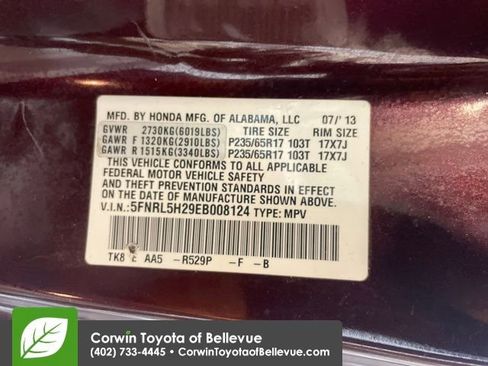 MFD. BY HONDA MFG. OF ALABAMA, LLC 07/'13
GVWR 2730KG(6019LBS) TIRE SIZE RIM SIZE
GAWR F 1320KG(2910LBS) P235/65R17 103T 17X7J
GAWR R 1515KG(3340LBS) P235/65R17 103T 17X7J
THIS VEHICLE CONFORMS TO ALL APPLICABLE
FEDERAL MOTOR VEHICLE SAFETY AND
THEFT PREVENTION STANDARDS IN EFFECT ON
THE DATE OF MANUFACTURE SHOWN ABOVE.
V.I.N.: 5FNRL5H29EB008124 TYPE: MPV
TK8 E AA5 -R529P -F -B
Corwin Toyota of Bellevue
(402) 733-4445 • CorwinToyotaofBellevue.com